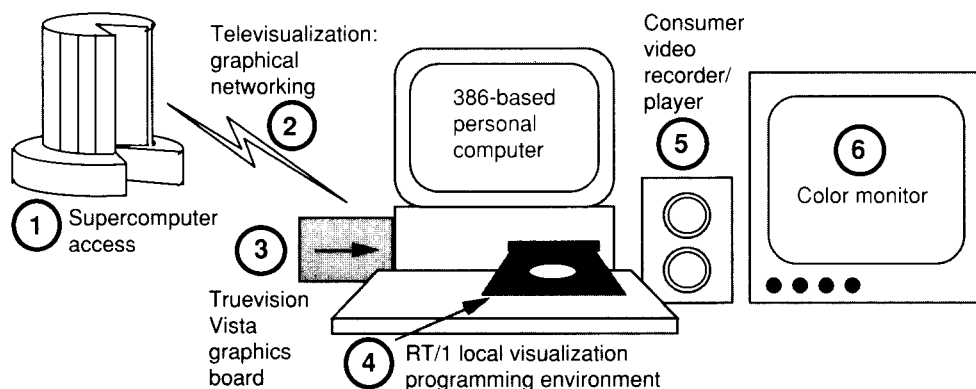 Televisualization:
graphical
networking
2
386-based
personal
computer
Consumer
video
recorder/
player
5
6
Color monitor
1
Supercomputer
access
3
Truevision
Vista
graphics
board
4
RT/1 local visualization
programming environment